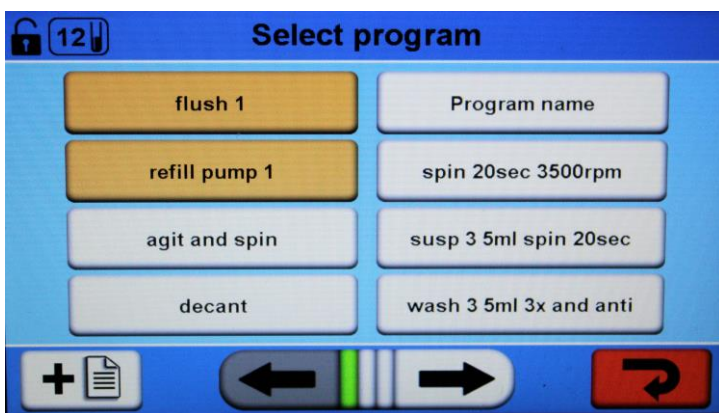 12
Select program
flush 1
Program name
refill pump 1
spin 20sec 3500rpm
agit and spin
susp 3 5ml spin 20sec
decant
wash 3 5ml 3x and anti